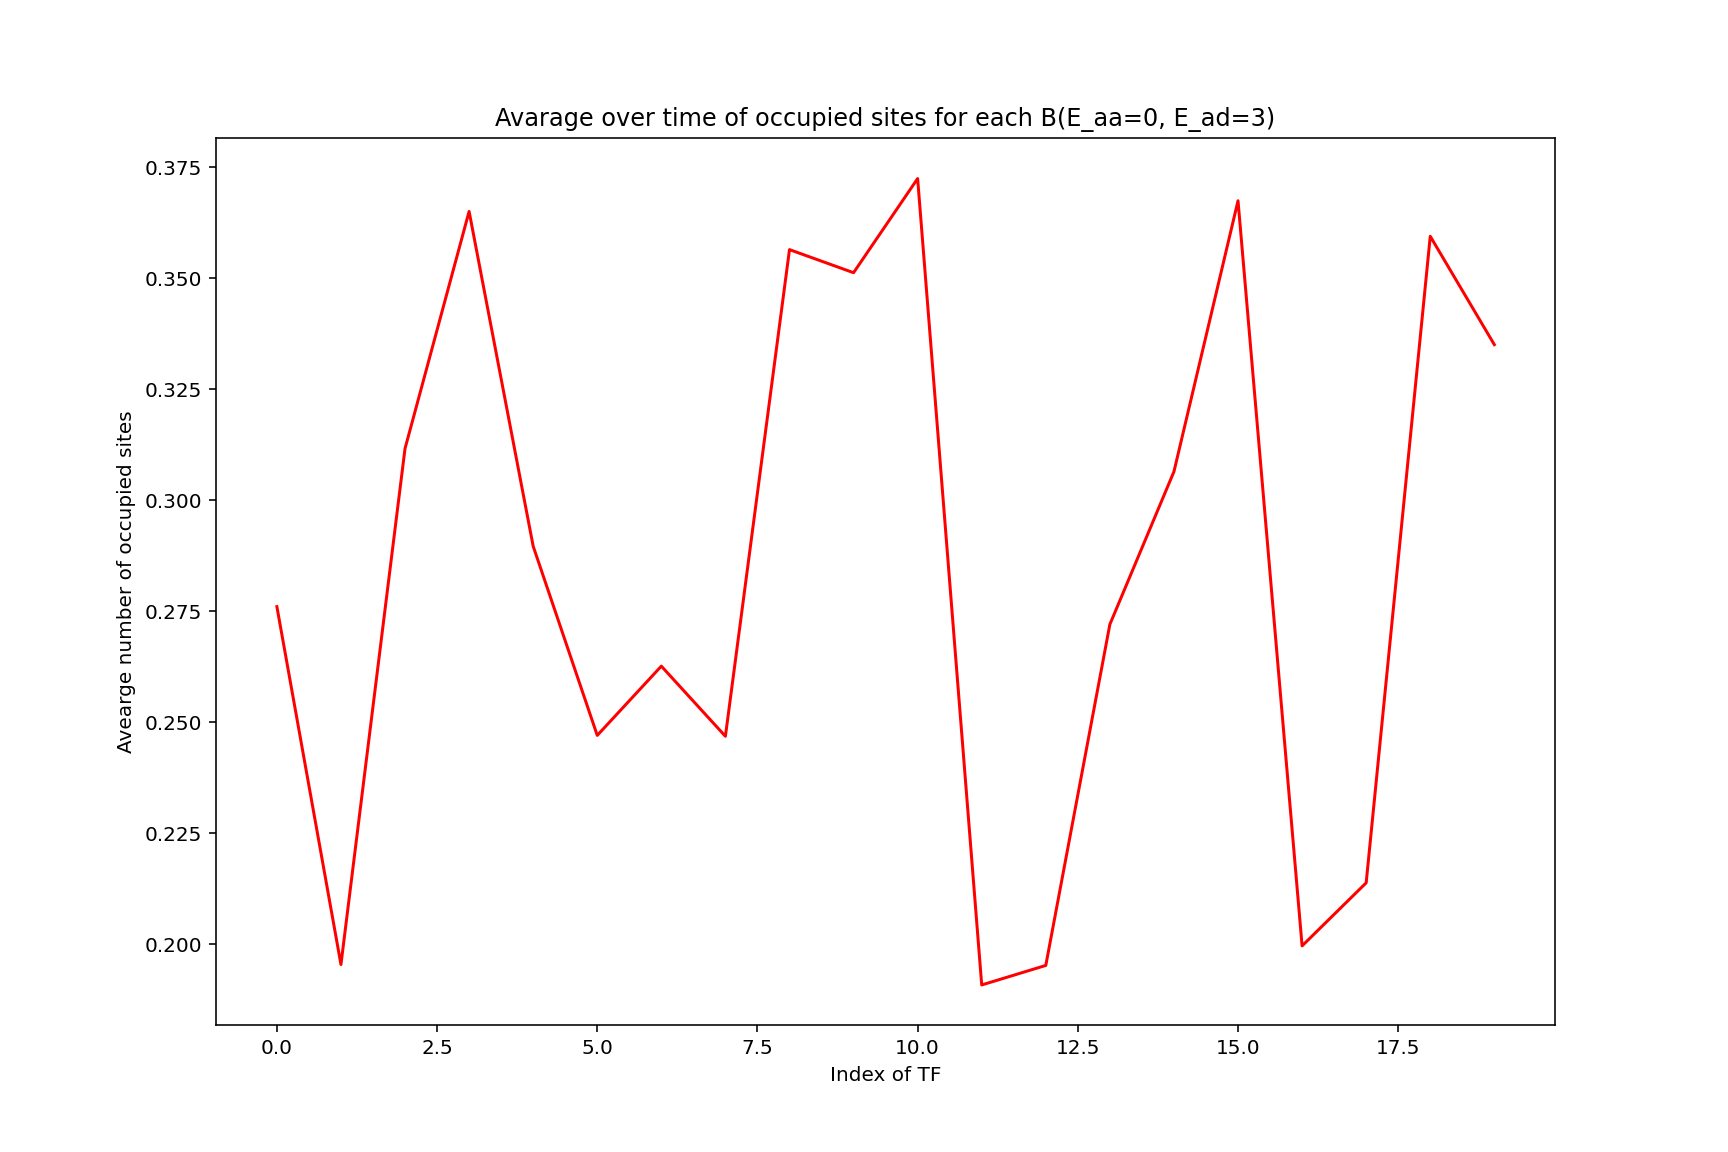 Avarage over time of occupied sites for each B(E_aa=0, E_ad=3)
0.375
0.350
0.325
0.300
0.275
0.250
0.225
0.200
Avearge number of occupied sites
0.0 2.5 5.0 7.5 10.0 12.5 15.0 17.5
Index of TF